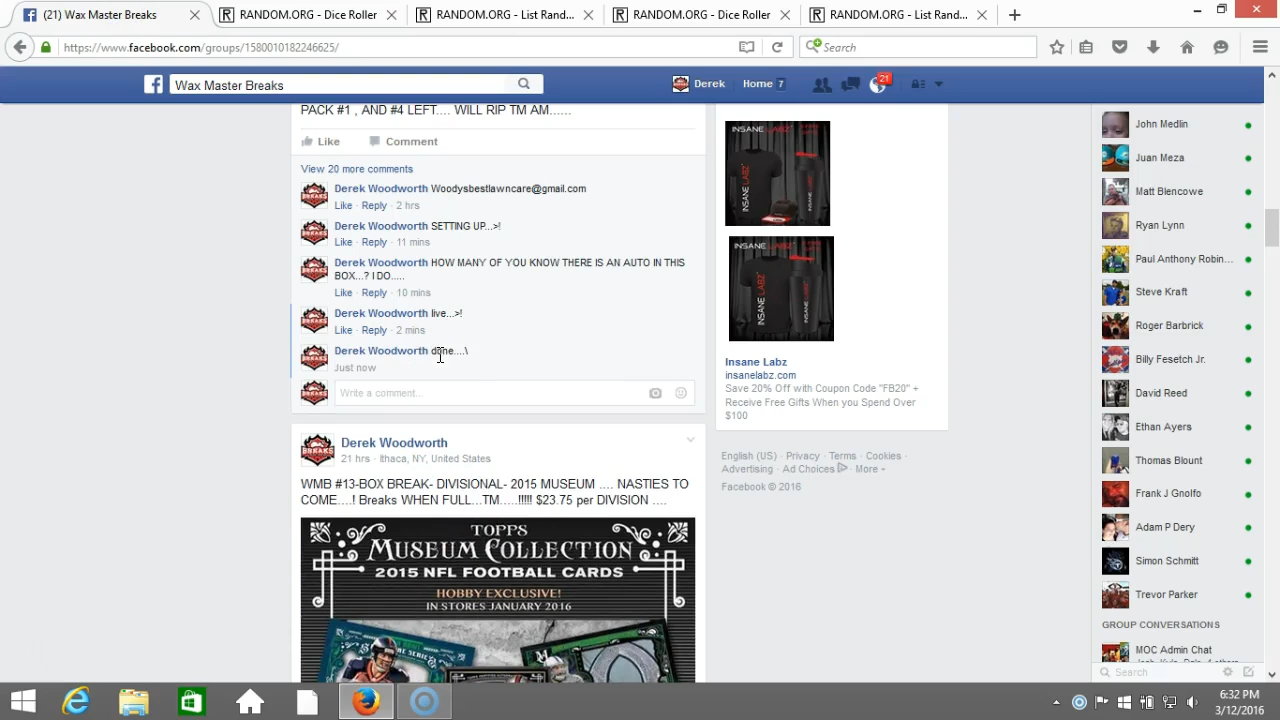 (21) Wax Master Breaks
RANDOM.ORG - Dice Roller
RANDOM.ORG - List Rand...
RANDOM.ORG - Dice Roller
RANDOM.ORG - List Rand...
https://www.facebook.com/groups/1580010182246625/
Search
Wax Master Breaks
Derek
Home 7
21
PACK #1 , AND #4 LEFT.... WILL RIP TM AM......
Like
Comment
View 20 more comments
Derek Woodworth Woodysbestlawncare@gmail.com
Like · Reply · 2 hrs
Derek Woodworth SETTING UP...>!
Like · Reply · 11 mins
Derek Woodworth HOW MANY OF YOU KNOW THERE IS AN AUTO IN THIS
BOX...? I DO.....
Like · Reply · 10 mins
Derek Woodworth live...>!
Like · Reply · 2 mins
Derek Woodworth done....\
Just now
Write a comment...
Derek Woodworth
21 hrs · Ithaca, NY, United States
WMB #13-BOX BREAK- DIVISIONAL- 2015 MUSEUM .... NASTIES TO
COME....! Breaks WHEN FULL...TM.....!!!!! $23.75 per DIVISION ....
TOPPS
MUSEUM COLLECTION
2015 NFL FOOTBALL CARDS
HOBBY EXCLUSIVE!
IN STORES JANUARY 2016
INSANE LABZ
INSANE LABZ
INSANE LABZ
INSANE LABZ
Insane Labz
insanelabz.com
Save 20% Off with Coupon Code "FB20" +
Receive Free Gifts When you Spend Over
$100
English (US) · Privacy · Terms · Cookies ·
Advertising · Ad Choices · More
Facebook © 2016
John Medlin
Juan Meza
Matt Blencowe
Ryan Lynn
Paul Anthony Robin...
Steve Kraft
Roger Barbrick
Billy Fesetch Jr.
David Reed
Ethan Ayers
Thomas Blount
Frank J Gnolfo
Adam P Dery
Simon Schmitt
Trevor Parker
GROUP CONVERSATIONS
MOC Admin Chat
Search
6:32 PM
3/12/2016